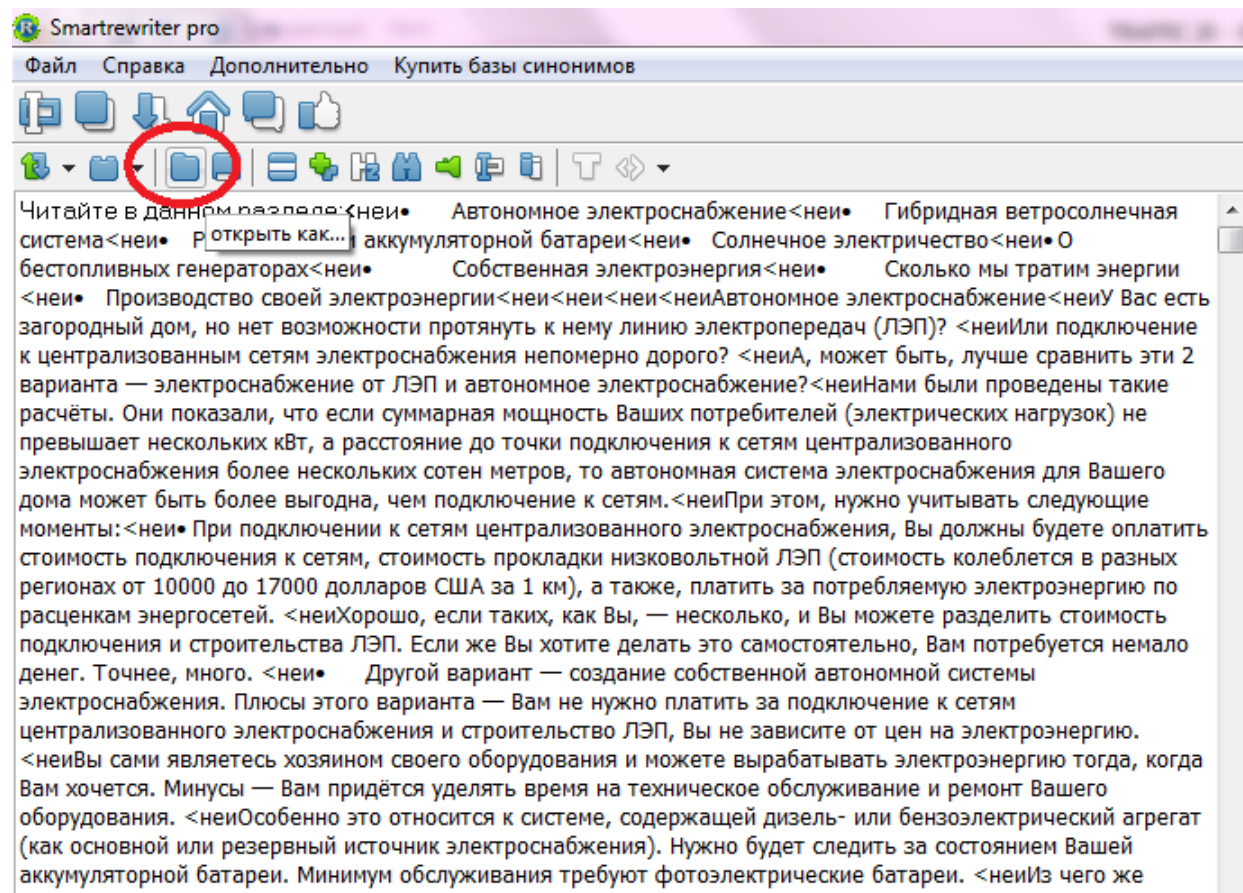 Smartrewriter pro
Файл Справка Дополнительно Купить базы синонимов
Читайте в данном разделе:<неи• Автономное электроснабжение<неи• Гибридная ветросолнечная
открыть как...
система<неи• Р аккумуляторной батареи<неи• Солнечное электричество<неи• О
бестопливных генераторах<неи• Собственная электроэнергия<неи• Сколько мы тратим энергии
<неи• Производство своей электроэнергии<неи<неи<неи<неиАвтономное электроснабжение<неиУ Вас есть
загородный дом, но нет возможности протянуть к нему линию электропередач (ЛЭП)? <неиИли подключение
к централизованным сетям электроснабжения непомерно дорого? <неиА, может быть, лучше сравнить эти 2
варианта — электроснабжение от ЛЭП и автономное электроснабжение?<неиНами были проведены такие
расчёты. Они показали, что если суммарная мощность Ваших потребителей (электрических нагрузок) не
превышает нескольких кВт, а расстояние до точки подключения к сетям централизованного
электроснабжения более нескольких сотен метров, то автономная система электроснабжения для Вашего
дома может быть более выгодна, чем подключение к сетям.<неиПри этом, нужно учитывать следующие
моменты:<неи• При подключении к сетям централизованного электроснабжения, Вы должны будете оплатить
стоимость подключения к сетям, стоимость прокладки низковольтной ЛЭП (стоимость колеблется в разных
регионах от 10000 до 17000 долларов США за 1 км), а также, платить за потребляемую электроэнергию по
расценкам энергосетей. <неиХорошо, если таких, как Вы, — несколько, и Вы можете разделить стоимость
подключения и строительства ЛЭП. Если же Вы хотите делать это самостоятельно, Вам потребуется немало
денег. Точнее, много. <неи• Другой вариант — создание собственной автономной системы
электроснабжения. Плюсы этого варианта — Вам не нужно платить за подключение к сетям
централизованного электроснабжения и строительство ЛЭП, Вы не зависите от цен на электроэнергию.
<неиВы сами являетесь хозяином своего оборудования и можете вырабатывать электроэнергию тогда, когда
Вам хочется. Минусы — Вам придётся уделять время на техническое обслуживание и ремонт Вашего
оборудования. <неиОсобенно это относится к системе, содержащей дизель- или бензоэлектрический агрегат
(как основной или резервный источник электроснабжения). Нужно будет следить за состоянием Вашей
аккумуляторной батареи. Минимум обслуживания требуют фотоэлектрические батареи. <неиИз чего же